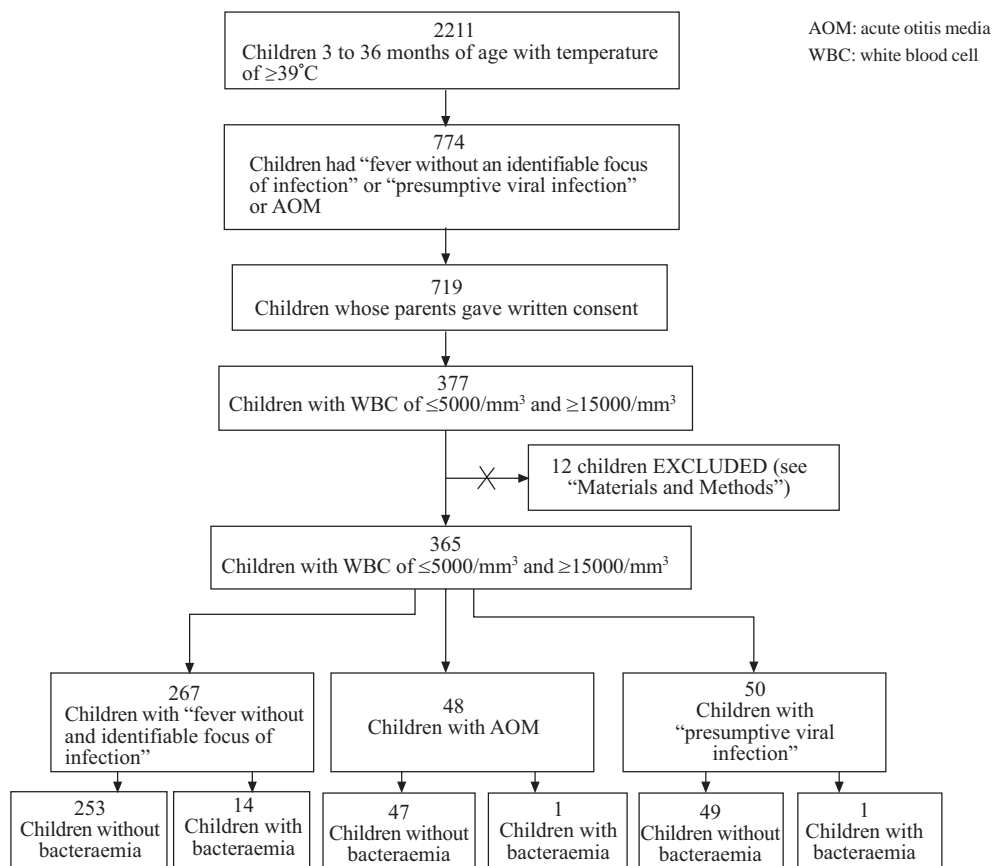 2211
Children 3 to 36 months of age with temperature
of ≥39˚C
AOM: acute otitis media
WBC: white blood cell
774
Children had “fever without an identifiable focus
of infection” or “presumptive viral infection”
or AOM
719
Children whose parents gave written consent
377
Children with WBC of ≤5000/mm³ and ≥15000/mm³
12 children EXCLUDED (see
“Materials and Methods”)
365
Children with WBC of ≤5000/mm³ and ≥15000/mm³
267
Children with “fever without
and identifiable focus of
infection”
48
Children with AOM
50
Children with
“presumptive viral
infection”
253
Children without
bacteraemia
14
Children with
bacteraemia
47
Children without
bacteraemia
1
Children with
bacteraemia
49
Children without
bacteraemia
1
Children with
bacteraemia